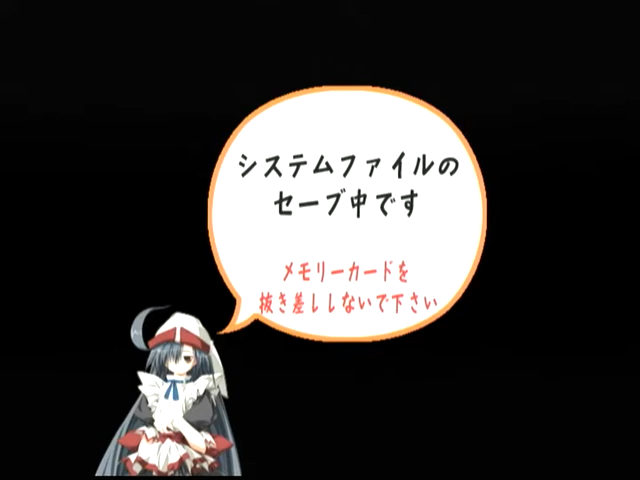 システムファイルの
セーブ中です
メモリーカードを
抜き差ししないで下さい